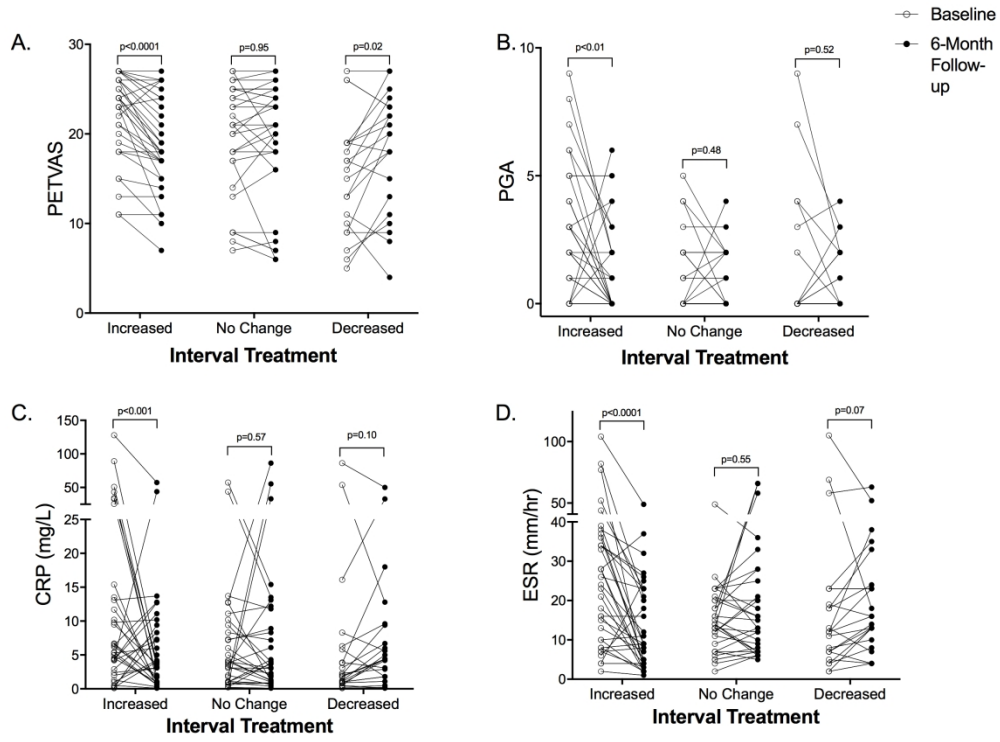 Baseline
6-Month
Follow-
up
A.
p<0.0001
p=0.95
p=0.02
30
20
10
0
PETVAS
Increased
No Change
Decreased
Interval Treatment
B.
p<0.01
p=0.48
p=0.52
10
5
0
PGA
Increased
No Change
Decreased
Interval Treatment
C.
p<0.001
p=0.57
p=0.10
150
100
50
25
20
15
10
5
0
CRP (mg/L)
Increased
No Change
Decreased
Interval Treatment
D.
p<0.0001
p=0.55
p=0.07
100
50
40
30
20
10
0
ESR (mm/hr)
Increased
No Change
Decreased
Interval Treatment